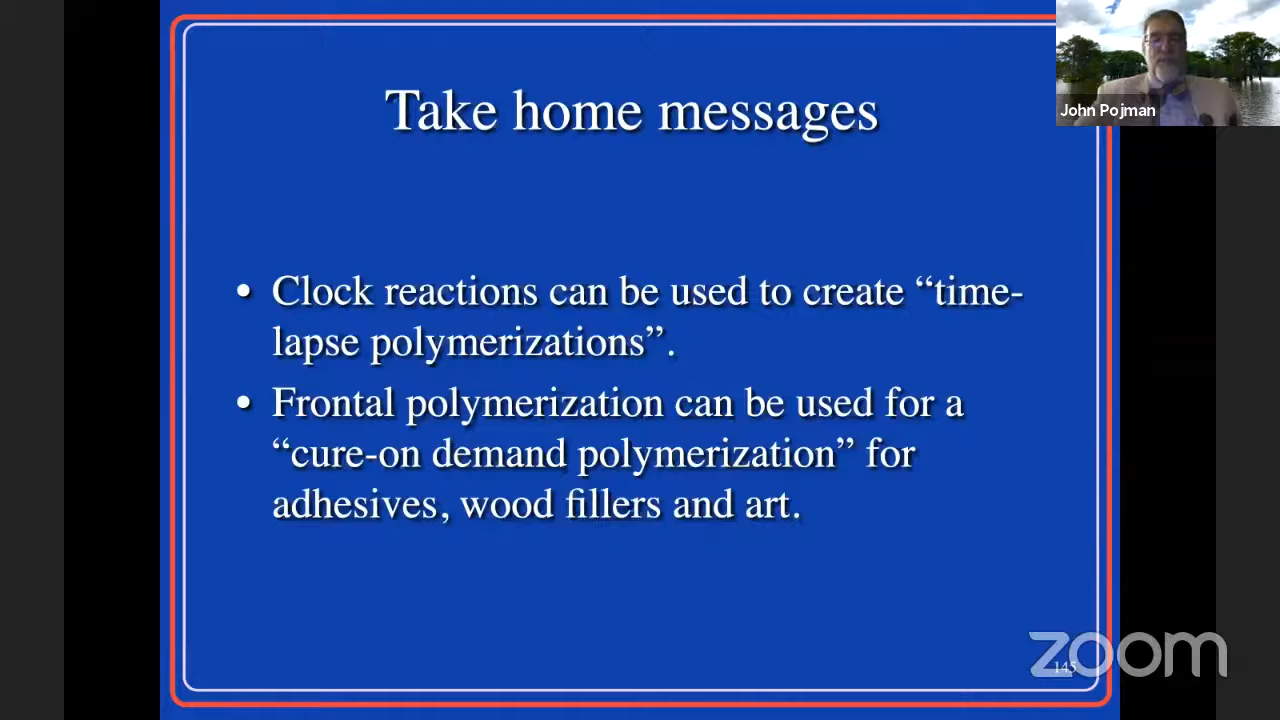 Take home messages
John Pojman
• Clock reactions can be used to create “time-
lapse polymerizations”.
• Frontal polymerization can be used for a
“cure-on demand polymerization” for
adhesives, wood fillers and art.
zoom
145